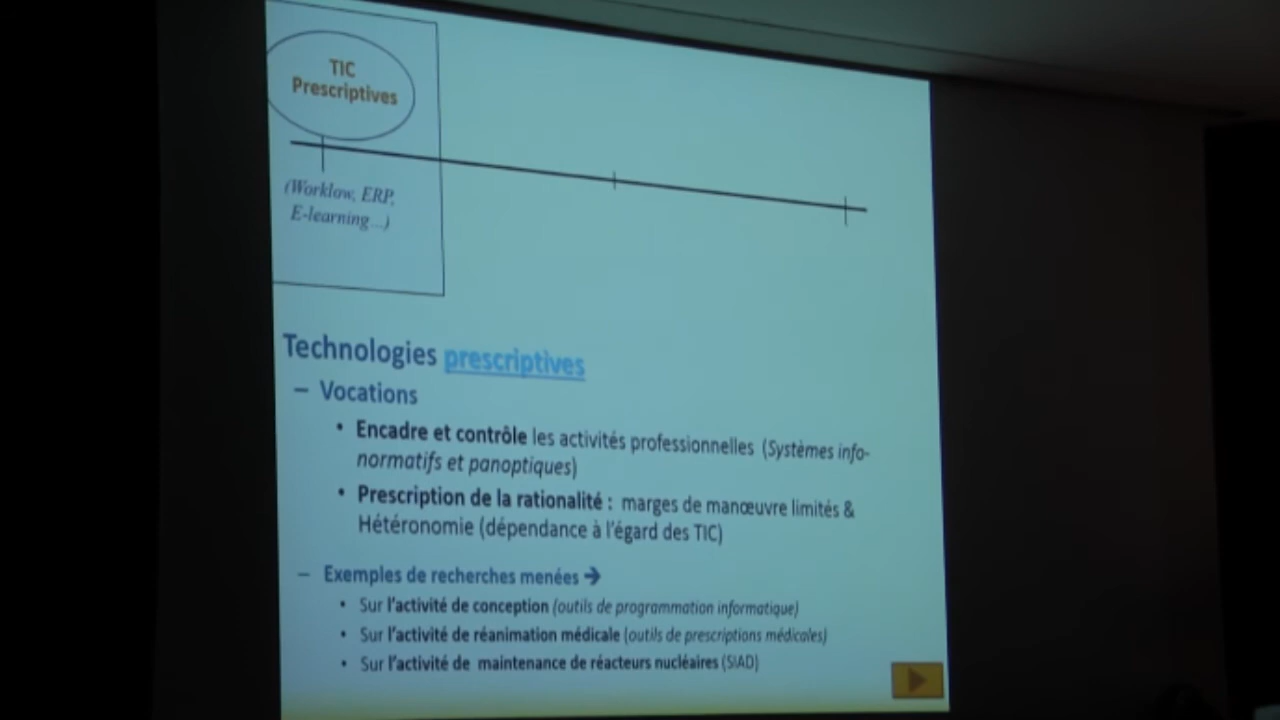 TIC
Prescriptives
(Worklow, ERP,
E-learning...)
Technologies prescriptives
– Vocations
• Encadre et contrôle les activités professionnelles (Systèmes info-
normatifs et panoptiques)
• Prescription de la rationalité : marges de manœuvre limités &
Hétéronomie (dépendance à l'égard des TIC)
– Exemples de recherches menées ➔
• Sur l'activité de conception (outils de programmation informatique)
• Sur l'activité de réanimation médicale (outils de prescriptions médicales)
• Sur l'activité de maintenance de réacteurs nucléaires (SIAD)